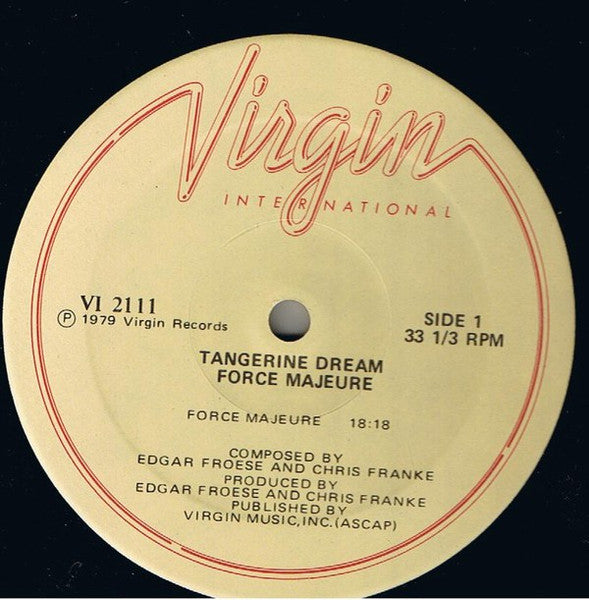 Virgin
INTERNATIONAL
VI 2111
℗ 1979 Virgin Records
SIDE 1
33 1/3 RPM
TANGERINE DREAM
FORCE MAJEURE
FORCE MAJEURE 18:18
COMPOSED BY
EDGAR FROESE AND CHRIS FRANKE
PRODUCED BY
EDGAR FROESE AND CHRIS FRANKE
PUBLISHED BY
VIRGIN MUSIC,INC.(ASCAP)